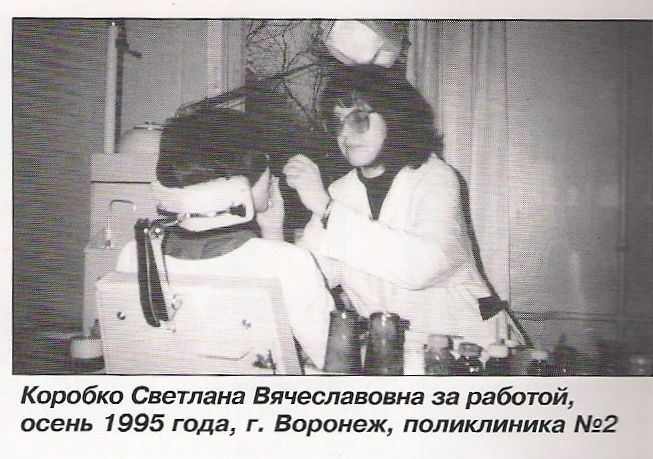 Коробко Светлана Вячеславовна за работой,
осень 1995 года, г. Воронеж, поликлиника №2